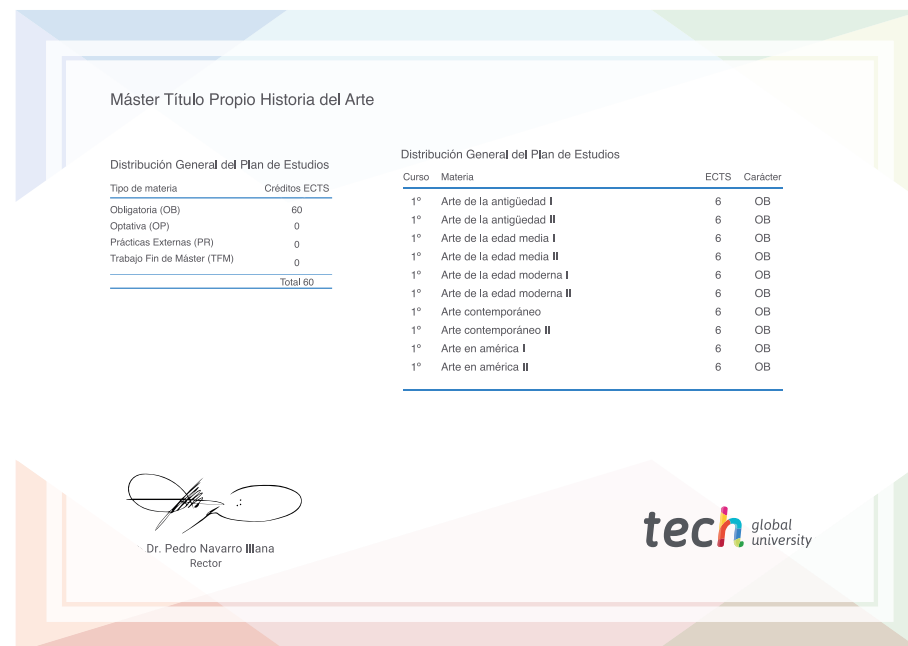 Máster Título Propio Historia del Arte
Distribución General del Plan de Estudios
Tipo de materia Créditos ECTS
Obligatoria (OB) 60
Optativa (OP) 0
Prácticas Externas (PR) 0
Trabajo Fin de Máster (TFM) 0
Total 60
Distribución General del Plan de Estudios
Curso Materia ECTS Carácter
1º Arte de la antigüedad I 6 OB
1º Arte de la antigüedad II 6 OB
1º Arte de la edad media I 6 OB
1º Arte de la edad media II 6 OB
1º Arte de la edad moderna I 6 OB
1º Arte de la edad moderna II 6 OB
1º Arte contemporáneo 6 OB
1º Arte contemporáneo II 6 OB
1º Arte en américa I 6 OB
1º Arte en américa II 6 OB
Dr. Pedro Navarro Illana
Rector
tech global
university